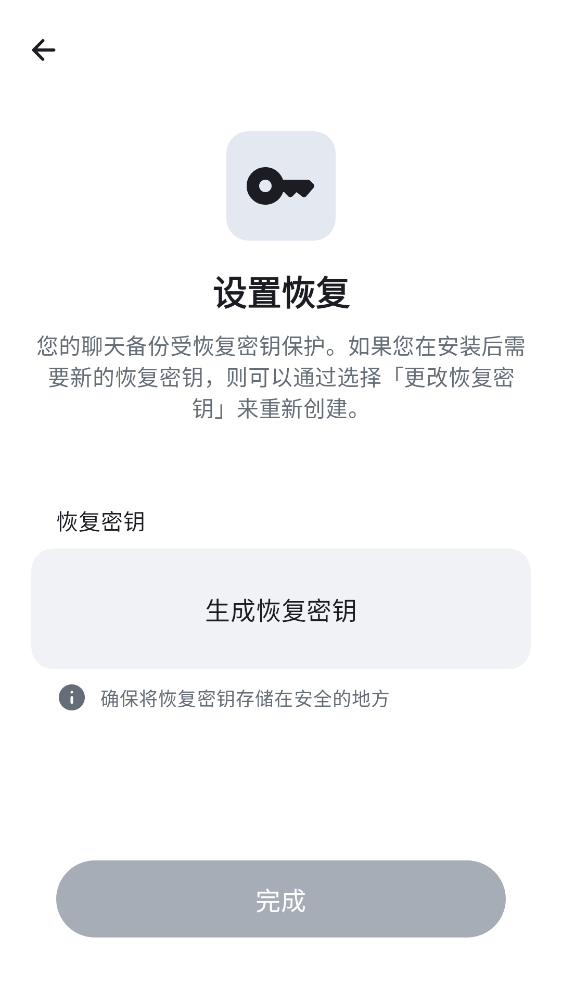 设置恢复
您的聊天备份受恢复密钥保护。如果您在安装后需
要新的恢复密钥，则可以通过选择「更改恢复密
钥」来重新创建。
恢复密钥
生成恢复密钥
确保将恢复密钥存储在安全的地方
完成